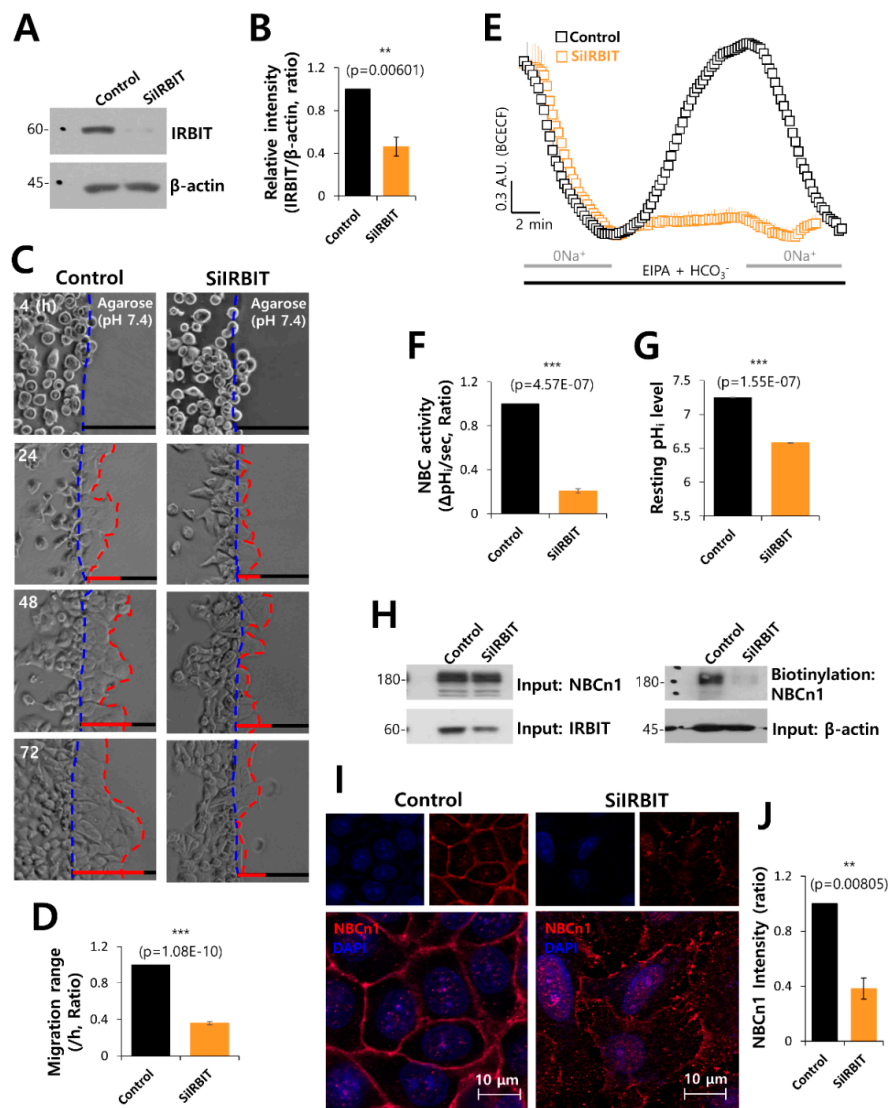 A
Control
SiIRBIT
60-
IRBIT
45-
β-actin
B
**
(p=0.00601)
1.2
0.8
0.4
0
Relative intensity
(IRBIT/β-actin, ratio)
Control
SiIRBIT
E
Control
SiIRBIT
0.3 A.U. (BCECF)
2 min
0Na⁺
0Na⁺
EIPA + HCO₃⁻
C
Control
SiIRBIT
4 (h)
Agarose
(pH 7.4)
Agarose
(pH 7.4)
24
48
72
D
***
(p=1.08E-10)
1.2
0.8
0.4
0
Migration range
(/h, Ratio)
Control
SiIRBIT
F
***
(p=4.57E-07)
1.2
0.8
0.4
0
NBC activity
(ΔpHᵢ/sec, Ratio)
Control
SiIRBIT
G
***
(p=1.55E-07)
7.5
7
6.5
6
5.5
Resting pHᵢ level
Control
SiIRBIT
H
Control
SiIRBIT
180-
Input: NBCn1
60-
Input: IRBIT
Control
SiIRBIT
180-
Biotinylation:
NBCn1
45-
Input: β-actin
I
Control
SiIRBIT
NBCn1
DAPI
10 μm
NBCn1
DAPI
10 μm
J
**
(p=0.00805)
1.2
0.8
0.4
0
NBCn1 Intensity (ratio)
Control
SiIRBIT